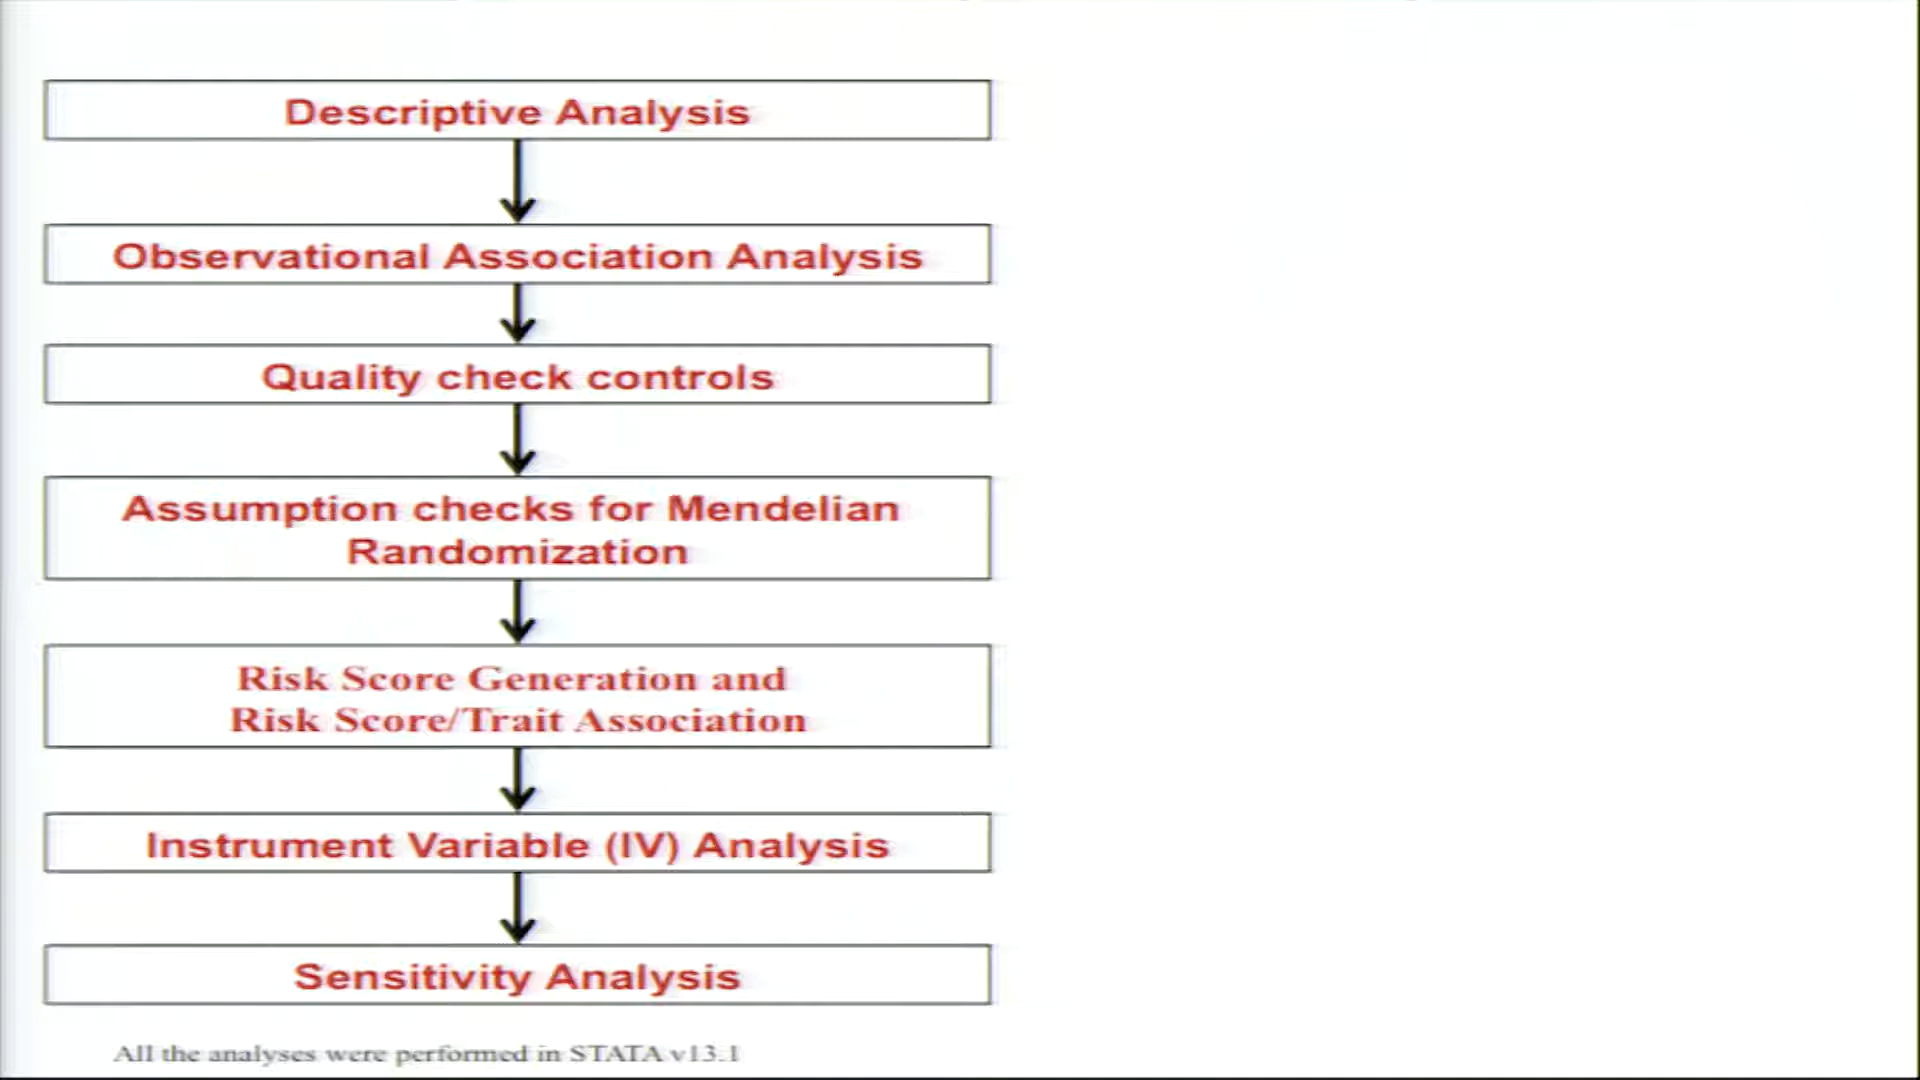 Descriptive Analysis
Observational Association Analysis
Quality check controls
Assumption checks for Mendelian
Randomization
Risk Score Generation and
Risk Score/Trait Association
Instrument Variable (IV) Analysis
Sensitivity Analysis
All the analyses were performed in STATA v13.1